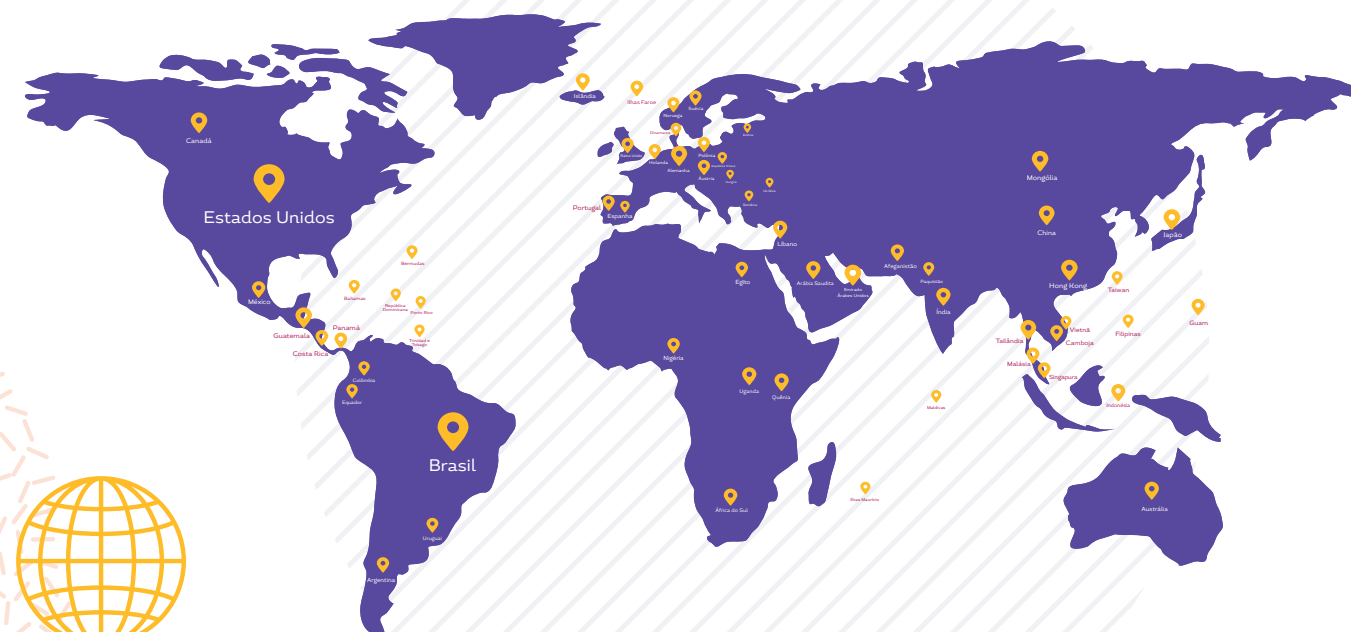 Islândia
Ilhas Faroe
Suécia
Noruega
Dinamarca
Canadá
Reino Unido
Holanda
Polônia
Alemanha
Áustria
Mongólia
Estados Unidos
Portugal
Espanha
China
Japão
Líbano
Bermudas
Afeganistão
Paquistão
Egito
Arábia Saudita
Emirado
Árabes Unidos
Hong Kong
Taiwan
México
Bahamas
República
Dominicana
Porto Rico
Índia
Guam
Guatemala
Panamá
Trinidad e
Tobago
Costa Rica
Vietnã
Filipinas
Tailândia
Camboja
Nigéria
Malásia
Singapura
Colômbia
Equador
Uganda
Quênia
Maldivas
Indonésia
Brasil
Ilhas Maurício
África do Sul
Austrália
Uruguai
Argentina